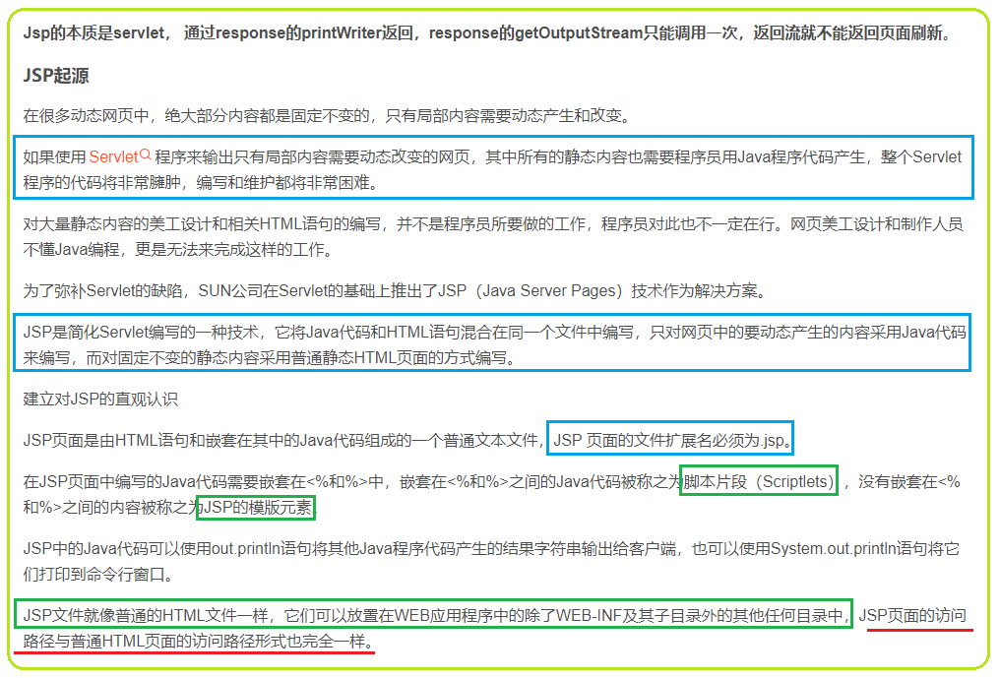 Jsp的本质是servlet， 通过response的printWriter返回，response的getOutputStream只能调用一次，返回流就不能返回页面刷新。
JSP起源
在很多动态网页中，绝大部分内容都是固定不变的，只有局部内容需要动态产生和改变。
如果使用 Servlet 程序来输出只有局部内容需要动态改变的网页，其中所有的静态内容也需要程序员用Java程序代码产生，整个Servlet
程序的代码将非常臃肿，编写和维护都将非常困难。
对大量静态内容的美工设计和相关HTML语句的编写，并不是程序员所要做的工作，程序员对此也不一定在行。网页美工设计和制作人员
不懂Java编程，更是无法来完成这样的工作。
为了弥补Servlet的缺陷，SUN公司在Servlet的基础上推出了JSP（Java Server Pages）技术作为解决方案。
JSP是简化Servlet编写的一种技术，它将Java代码和HTML语句混合在同一个文件中编写，只对网页中的要动态产生的内容采用Java代码
来编写，而对固定不变的静态内容采用普通静态HTML页面的方式编写。
建立对JSP的直观认识
JSP页面是由HTML语句和嵌套在其中的Java代码组成的一个普通文本文件，JSP 页面的文件扩展名必须为.jsp。
在JSP页面中编写的Java代码需要嵌套在<%和%>中，嵌套在<%和%>之间的Java代码被称之为脚本片段（Scriptlets），没有嵌套在<%
和%>之间的内容被称之为JSP的模版元素。
JSP中的Java代码可以使用out.println语句将其他Java程序代码产生的结果字符串输出给客户端，也可以使用System.out.println语句将它
们打印到命令行窗口。
JSP文件就像普通的HTML文件一样，它们可以放置在WEB应用程序中的除了WEB-INF及其子目录外的其他任何目录中，JSP页面的访问
路径与普通HTML页面的访问路径形式也完全一样。